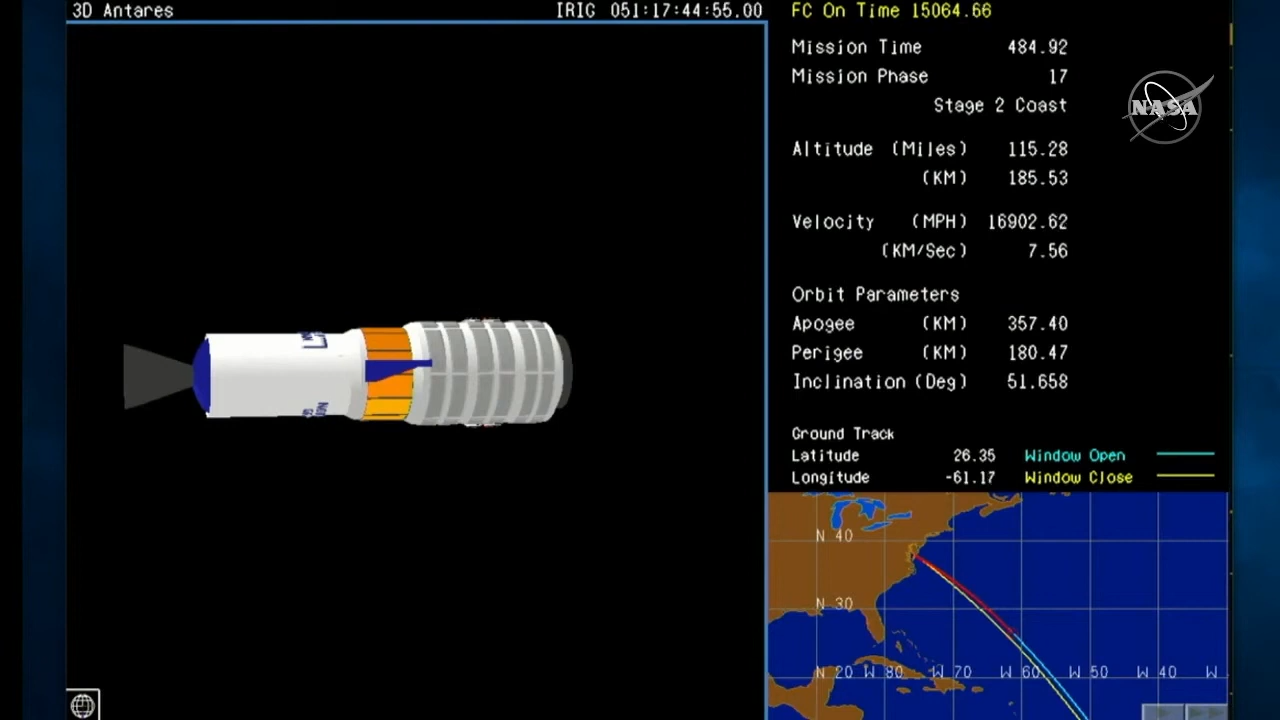 3D Antares
IRIG 051:17:44:55.00
FC On Time 15064.66
Mission Time 484.92
Mission Phase 17
Stage 2 Coast
NASA
Altitude (Miles) 115.28
(KM) 185.53
Velocity (MPH) 16902.62
(KM/Sec) 7.56
Orbit Parameters
Apogee (KM) 357.40
Perigee (KM) 180.47
Inclination (Deg) 51.658
Ground Track
Latitude 26.35 Window Open
Longitude -61.17 Window Close
N 40
N 30
N 20 W 80 W 70 W 60 W 50 W 40 W